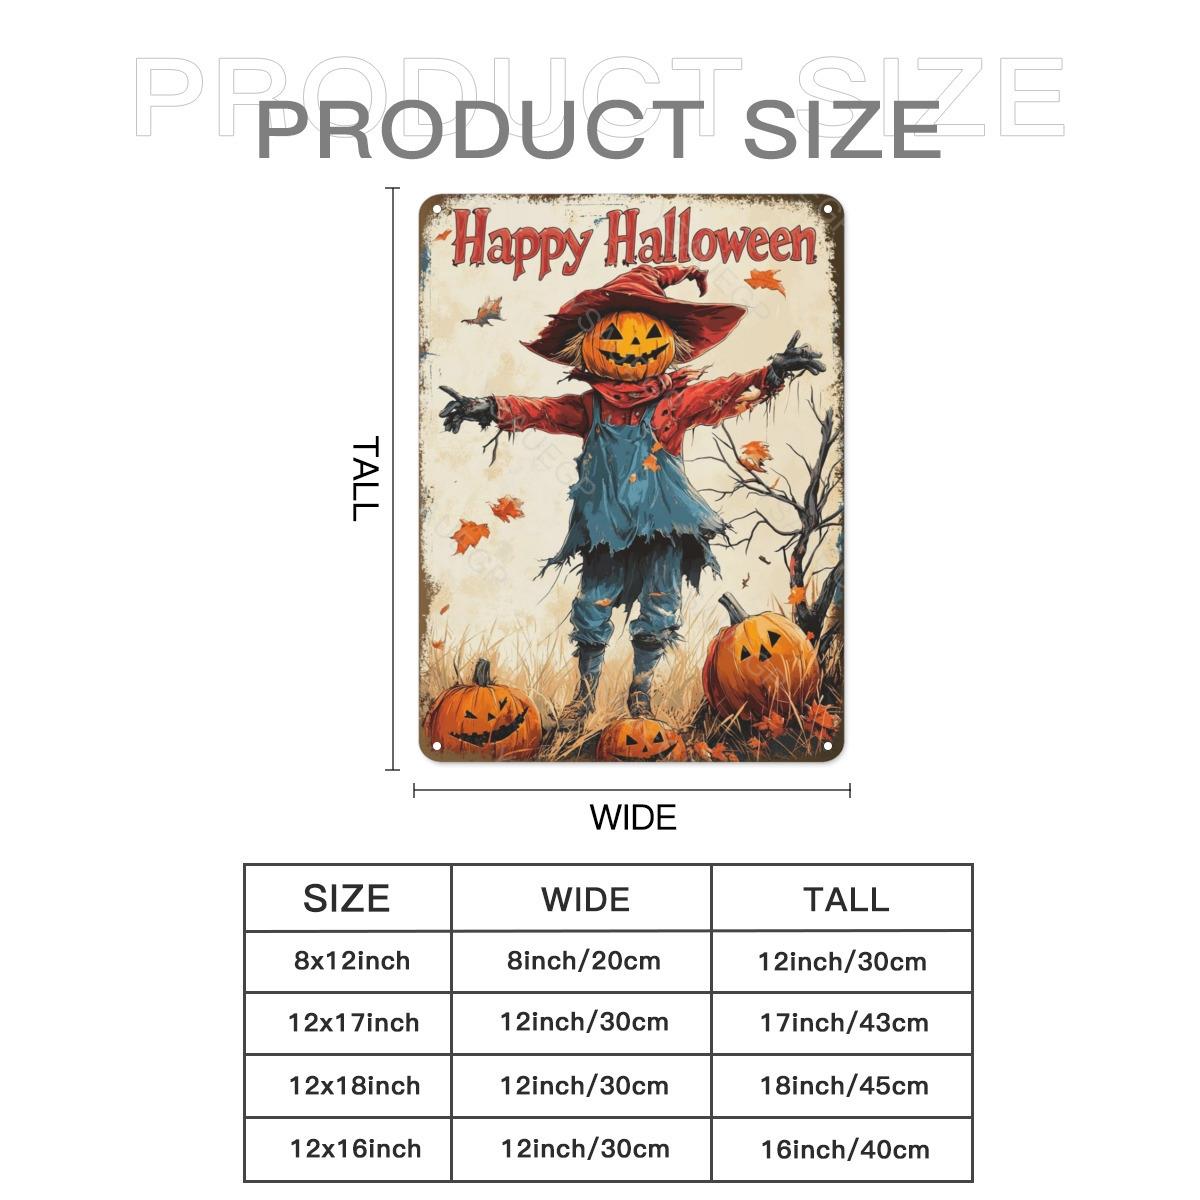 PRODUCT SIZE
PRODUCT SIZE
Happy Halloween
TALL
WIDE
SIZE WIDE TALL
8x12inch 8inch/20cm 12inch/30cm
12x17inch 12inch/30cm 17inch/43cm
12x18inch 12inch/30cm 18inch/45cm
12x16inch 12inch/30cm 16inch/40cm